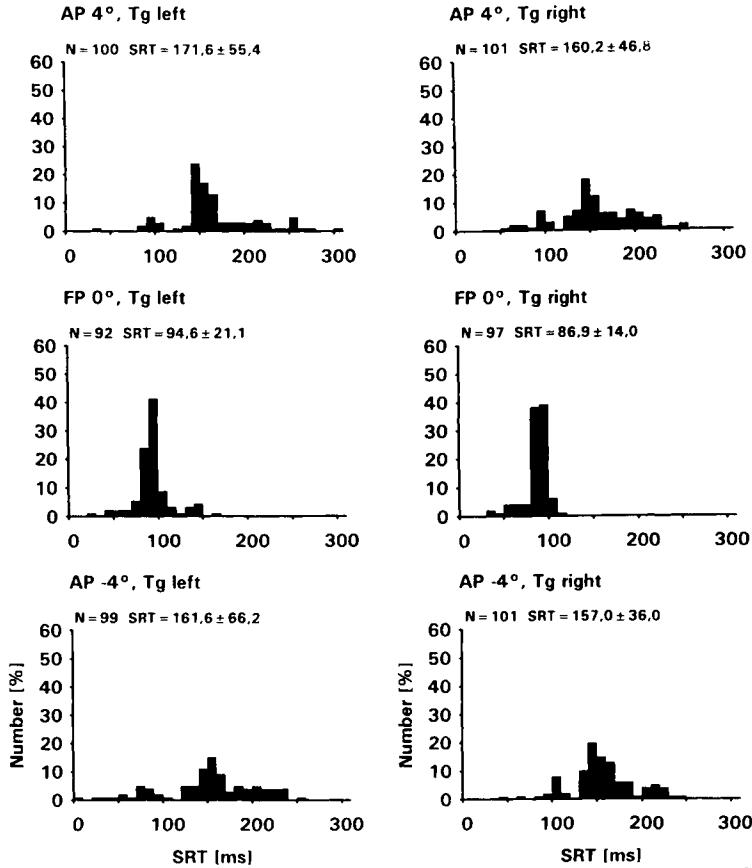 AP 4°, Tg left
N = 100 SRT = 171,6 ± 55,4
60
50
40
30
20
10
0
0 100 200 300
AP 4°, Tg right
N = 101 SRT = 160,2 ± 46,8
60
50
40
30
20
10
0
0 100 200 300
FP 0°, Tg left
N = 92 SRT = 94,6 ± 21,1
60
50
40
30
20
10
0
0 100 200 300
FP 0°, Tg right
N = 97 SRT = 86,9 ± 14,0
60
50
40
30
20
10
0
0 100 200 300
AP -4°, Tg left
N = 99 SRT = 161,6 ± 66,2
Number [%]
60
50
40
30
20
10
0
0 100 200 300
SRT [ms]
AP -4°, Tg right
N = 101 SRT = 157,0 ± 36,0
Number [%]
60
50
40
30
20
10
0
0 100 200 300
SRT [ms]